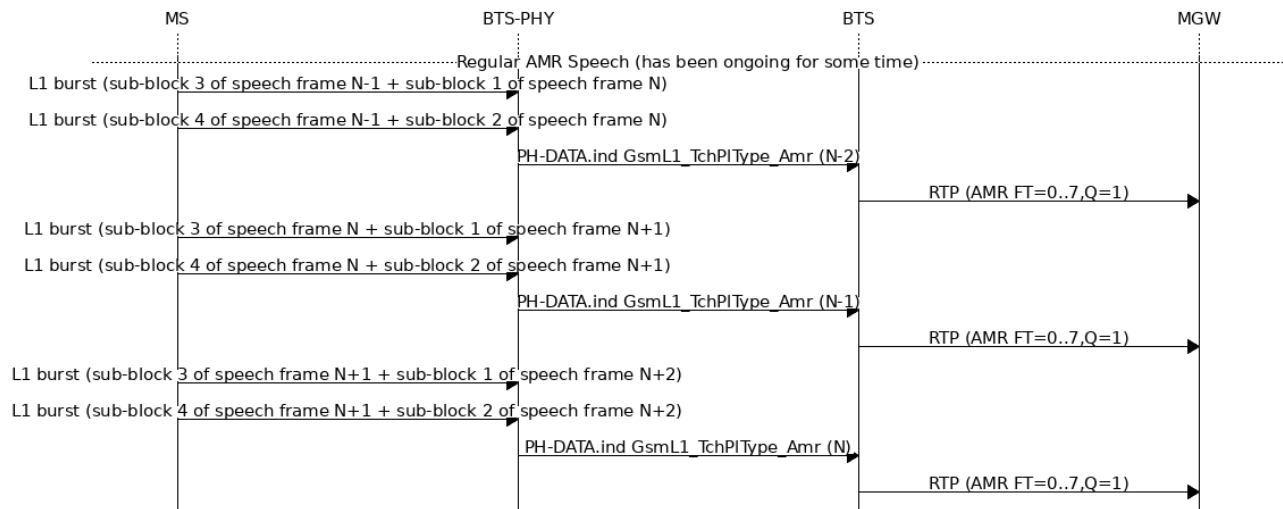 MS BTS-PHY BTS MGW
Regular AMR Speech (has been ongoing for some time)
L1 burst (sub-block 3 of speech frame N-1 + sub-block 1 of speech frame N)
L1 burst (sub-block 4 of speech frame N-1 + sub-block 2 of speech frame N)
PH-DATA.ind GsmL1_TchPlType_Amr (N-2)
RTP (AMR FT=0..7,Q=1)
L1 burst (sub-block 3 of speech frame N + sub-block 1 of speech frame N+1)
L1 burst (sub-block 4 of speech frame N + sub-block 2 of speech frame N+1)
PH-DATA.ind GsmL1_TchPlType_Amr (N-1)
RTP (AMR FT=0..7,Q=1)
L1 burst (sub-block 3 of speech frame N+1 + sub-block 1 of speech frame N+2)
L1 burst (sub-block 4 of speech frame N+1 + sub-block 2 of speech frame N+2)
PH-DATA.ind GsmL1_TchPlType_Amr (N)
RTP (AMR FT=0..7,Q=1)